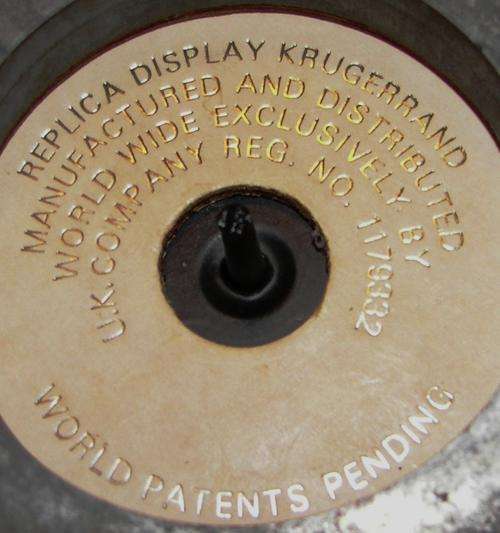 REPLICA DISPLAY KRUGERRAND
MANUFACTURED AND DISTRIBUTED
WORLD WIDE EXCLUSIVELY BY
U.K. COMPANY REG. NO. 1179332
WORLD PATENTS PENDING